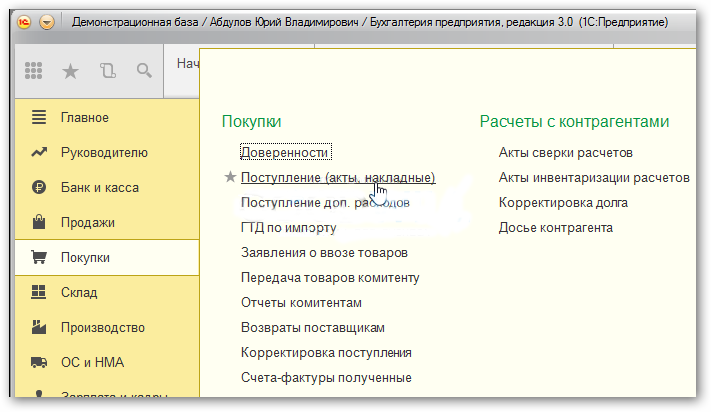 Демонстрационная база / Абдулов Юрий Владимирович / Бухгалтерия предприятия, редакция 3.0 (1С:Предприятие)
Нач
Главное
Руководителю
Банк и касса
Продажи
Покупки
Склад
Производство
ОС и НМА
Зарплата и кадры
Покупки
Доверенности
Поступление (акты, накладные)
Поступление доп. расходов
ГТД по импорту
Заявления о ввозе товаров
Передача товаров комитенту
Отчеты комитентам
Возвраты поставщикам
Корректировка поступления
Счета-фактуры полученные
Расчеты с контрагентами
Акты сверки расчетов
Акты инвентаризации расчетов
Корректировка долга
Досье контрагента